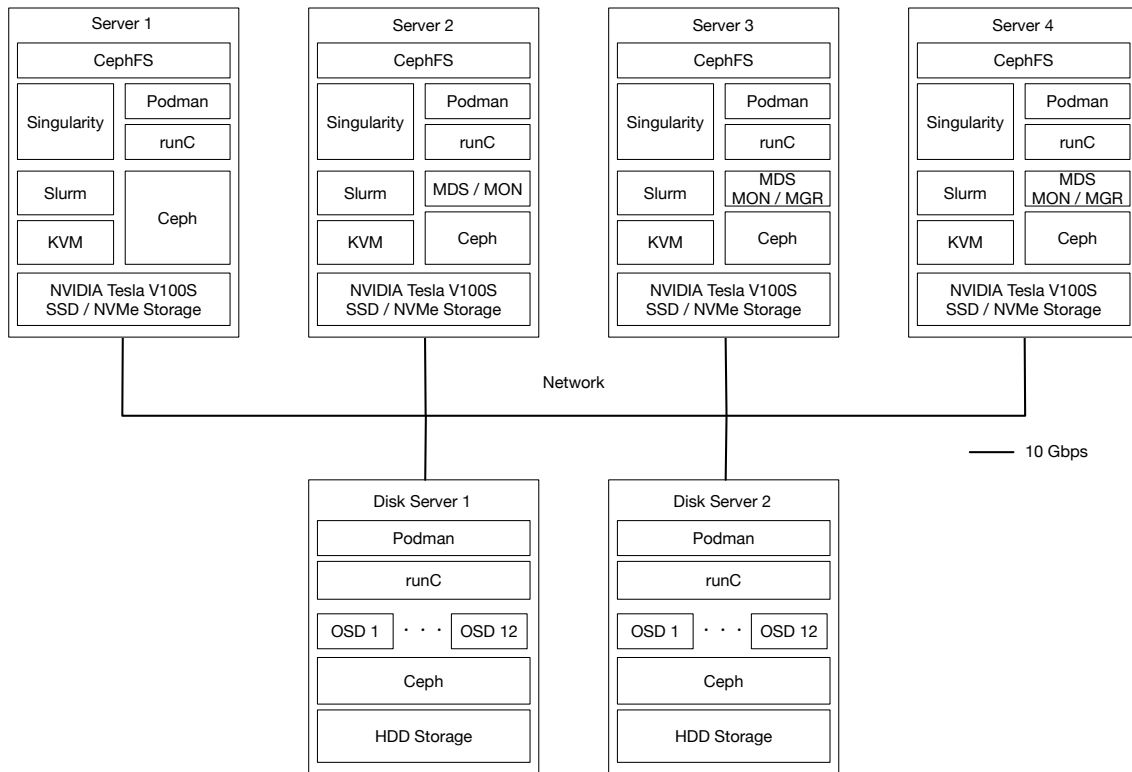 Server 1
CephFS
Singularity
Podman
runC
Slurm
Ceph
KVM
NVIDIA Tesla V100S
SSD / NVMe Storage
Server 2
CephFS
Singularity
Podman
runC
Slurm
MDS / MON
KVM
Ceph
NVIDIA Tesla V100S
SSD / NVMe Storage
Server 3
CephFS
Singularity
Podman
runC
Slurm
MDS
MON / MGR
KVM
Ceph
NVIDIA Tesla V100S
SSD / NVMe Storage
Server 4
CephFS
Singularity
Podman
runC
Slurm
MDS
MON / MGR
KVM
Ceph
NVIDIA Tesla V100S
SSD / NVMe Storage
Network
10 Gbps
Disk Server 1
Podman
runC
OSD 1 · · · OSD 12
Ceph
HDD Storage
Disk Server 2
Podman
runC
OSD 1 · · · OSD 12
Ceph
HDD Storage